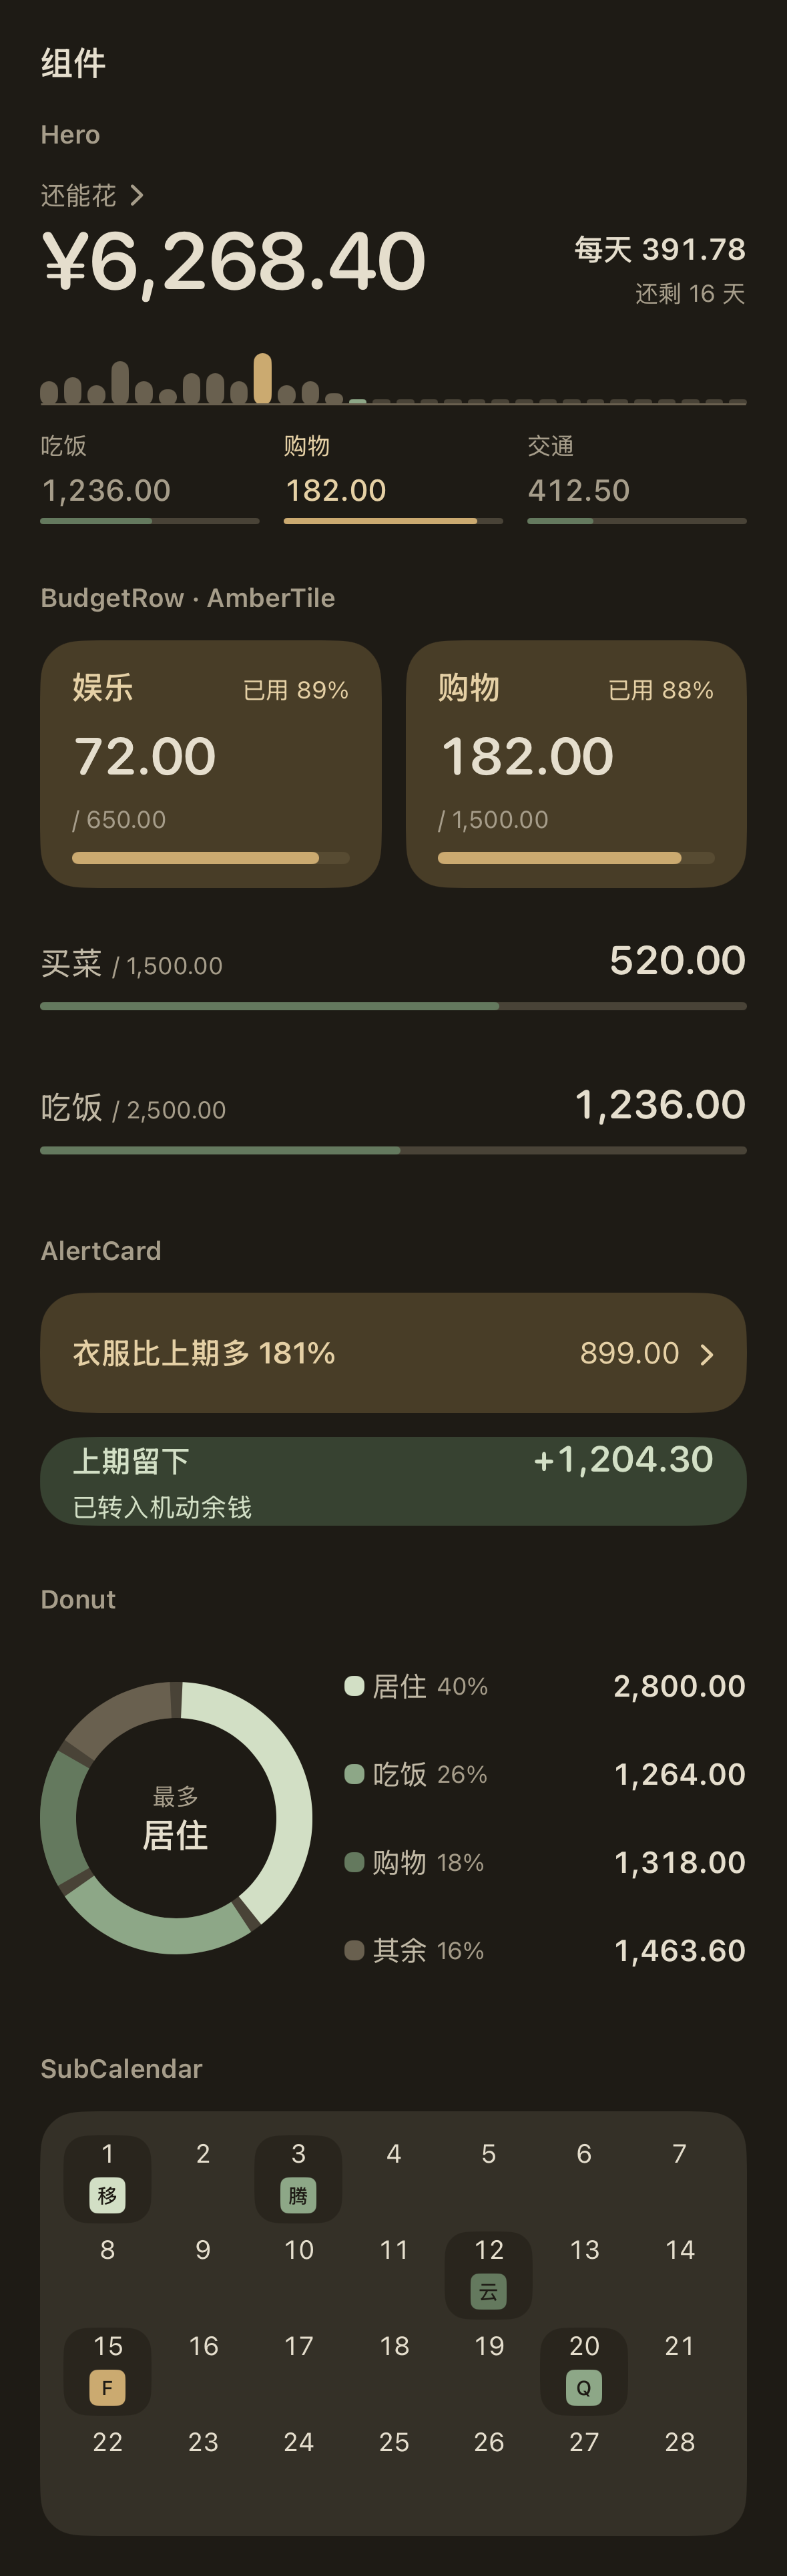 组件
Hero
还能花
¥6,268.40
每天 391.78
还剩 16 天
吃饭 购物 交通
1,236.00 182.00 412.50
BudgetRow · AmberTile
娱乐 已用 89%
72.00
/ 650.00
购物 已用 88%
182.00
/ 1,500.00
买菜 / 1,500.00 520.00
吃饭 / 2,500.00 1,236.00
AlertCard
衣服比上期多 181% 899.00
上期留下 +1,204.30
已转入机动余钱
Donut
最多
居住
居住 40% 2,800.00
吃饭 26% 1,264.00
购物 18% 1,318.00
其余 16% 1,463.60
SubCalendar
1 2 3 4 5 6 7
移 腾
8 9 10 11 12 13 14
云
15 16 17 18 19 20 21
F Q
22 23 24 25 26 27 28